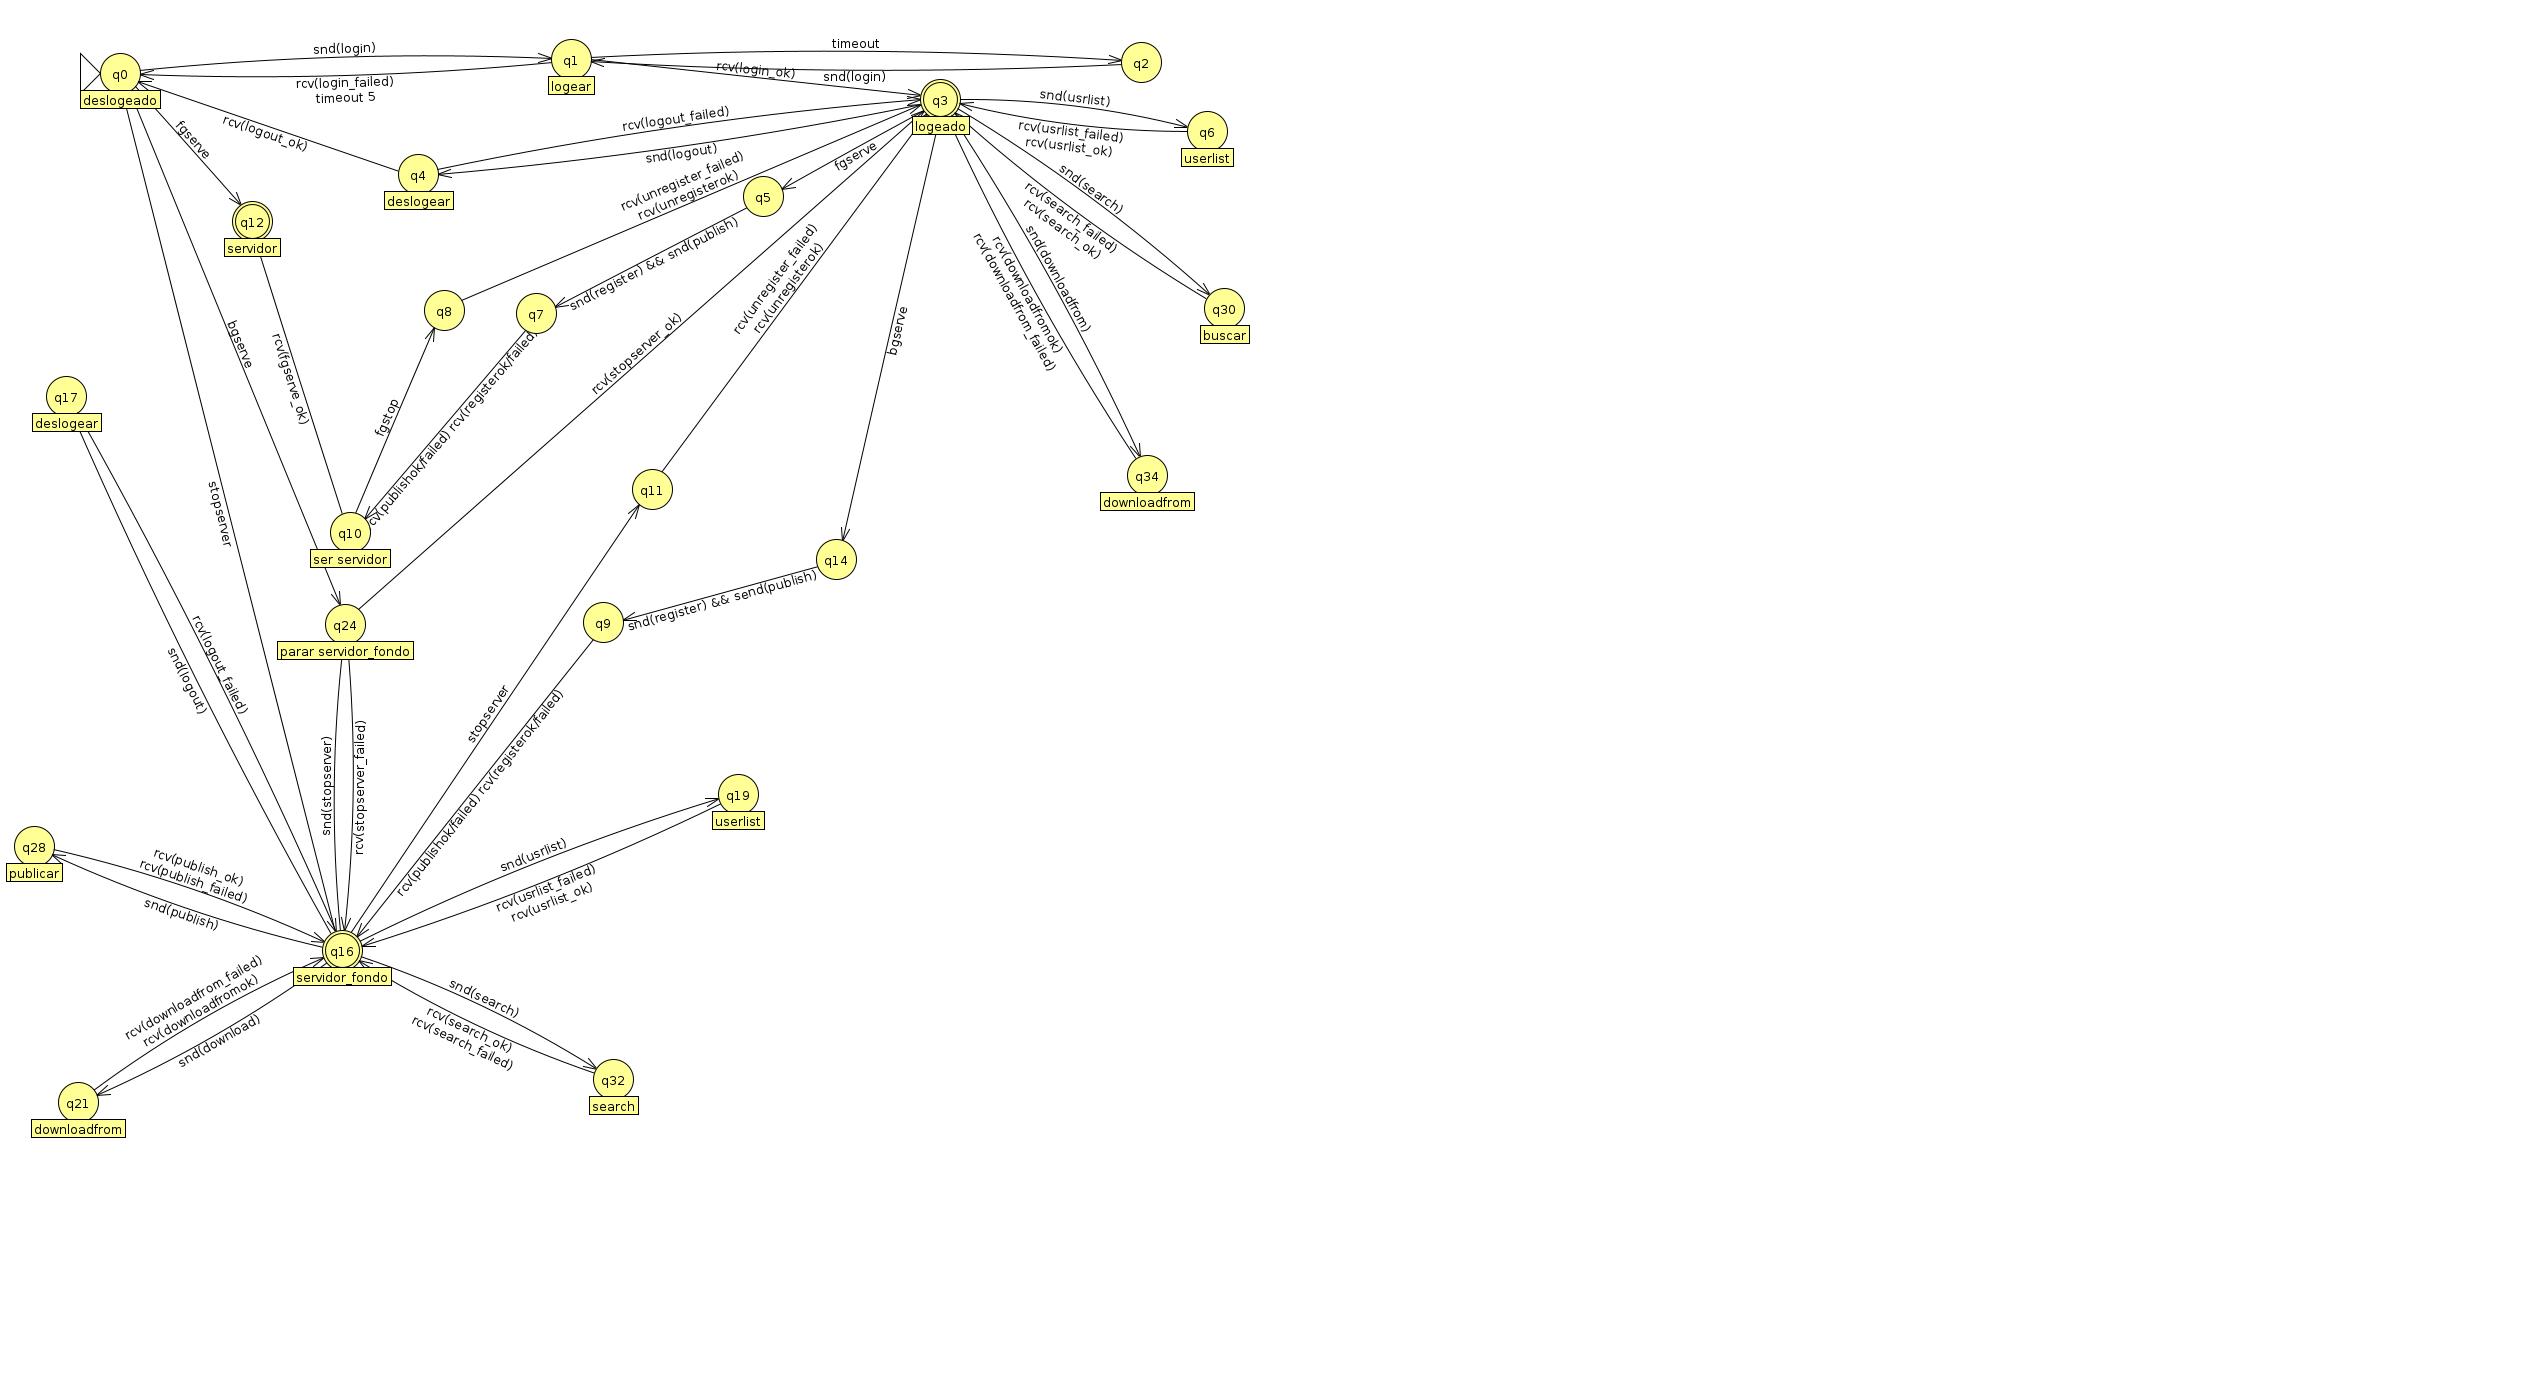 snd(login)
q0
deslogeado
rcv(login_failed)
timeout 5
q1
logear
timeout
q2
rcv(login_ok)
snd(login)
q3
logeado
snd(usrlist)
rcv(usrlist_failed)
rcv(usrlist_ok)
q6
userlist
fgserve
rcv(logout_ok)
rcv(logout_failed)
snd(logout)
q4
deslogear
fgserve
q5
rcv(unregister_failed)
rcv(unregisterok)
q12
servidor
snd(register) && snd(publish)
snd(search)
rcv(search_failed)
rcv(search_ok)
q30
buscar
snd(downloadfrom)
rcv(downloadfromok)
rcv(downloadfrom_failed)
q34
downloadfrom
q8
q7
bgserve
rcv(fgserve_ok)
rcv(stopserver_ok)
rcv(unregister_failed)
rcv(unregisterok)
bgserve
q17
deslogear
fgstop
cv(publishok/failed) rcv(registerok/failed)
q10
ser servidor
stopserver
q11
q14
snd(register) && send(publish)
q9
q24
parar servidor_fondo
rcv(logout_failed)
snd(logout)
snd(stopserver)
rcv(stopserver_failed)
stopserver
rcv(publishok/failed) rcv(registerok/failed)
q19
userlist
snd(usrlist)
rcv(usrlist_failed)
rcv(usrlist_ok)
q28
publicar
rcv(publish_ok)
rcv(publish_failed)
snd(publish)
q16
servidor_fondo
rcv(downloadfrom_failed)
rcv(downloadfromok)
snd(download)
snd(search)
rcv(search_ok)
rcv(search_failed)
q32
search
q21
downloadfrom